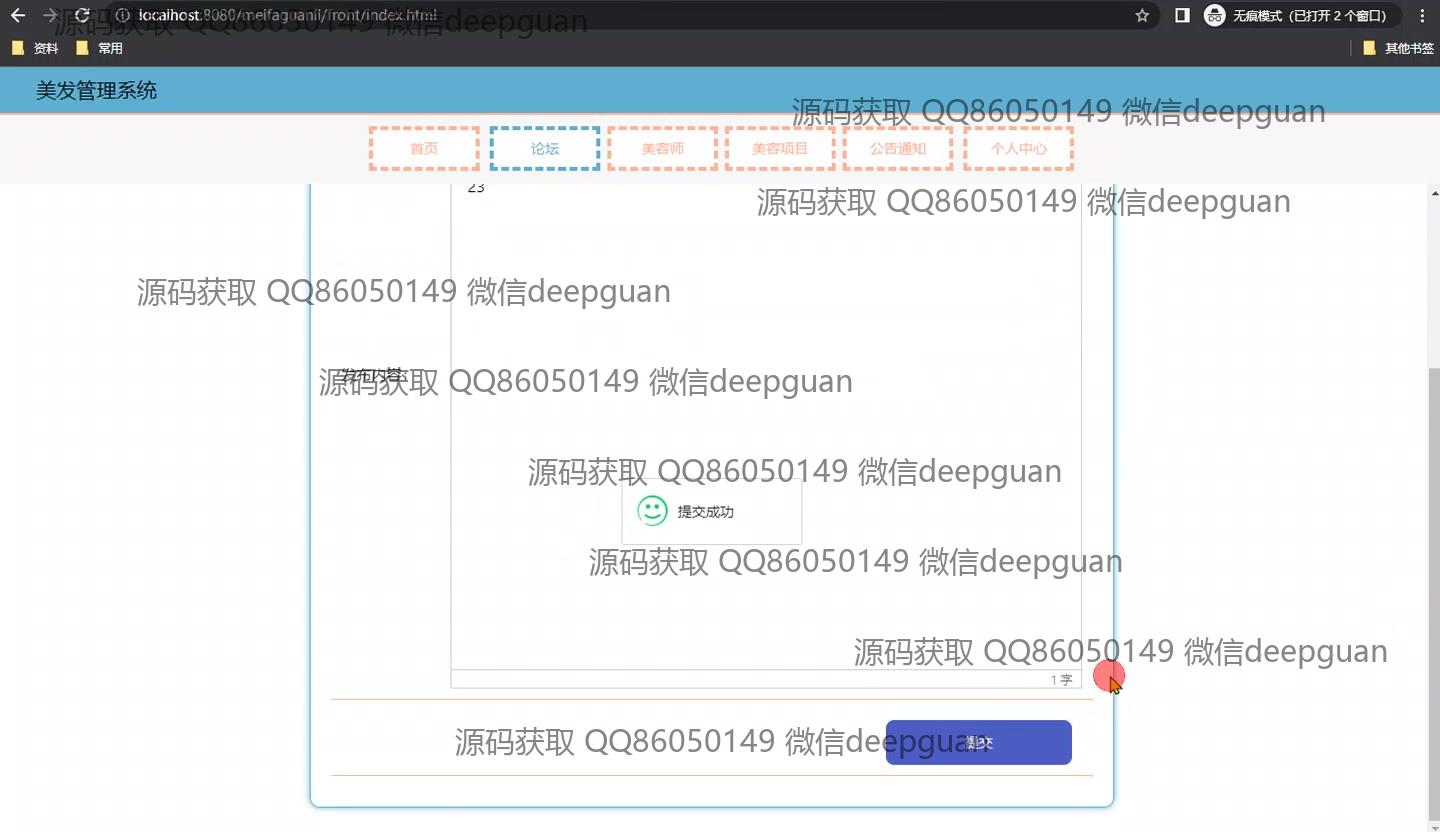 localhost:8080/meifaguanli/front/index.html
无痕模式（已打开 2 个窗口）
源码获取 QQ86050149 微信deepguan
资料
常用
其他书签
美发管理系统
源码获取 QQ86050149 微信deepguan
首页
论坛
美容师
美容项目
公告通知
个人中心
23
源码获取 QQ86050149 微信deepguan
源码获取 QQ86050149 微信deepguan
发布内容:
源码获取 QQ86050149 微信deepguan
源码获取 QQ86050149 微信deepguan
提交成功
源码获取 QQ86050149 微信deepguan
源码获取 QQ86050149 微信deepguan
1 字
源码获取 QQ86050149 微信deepguan
提交